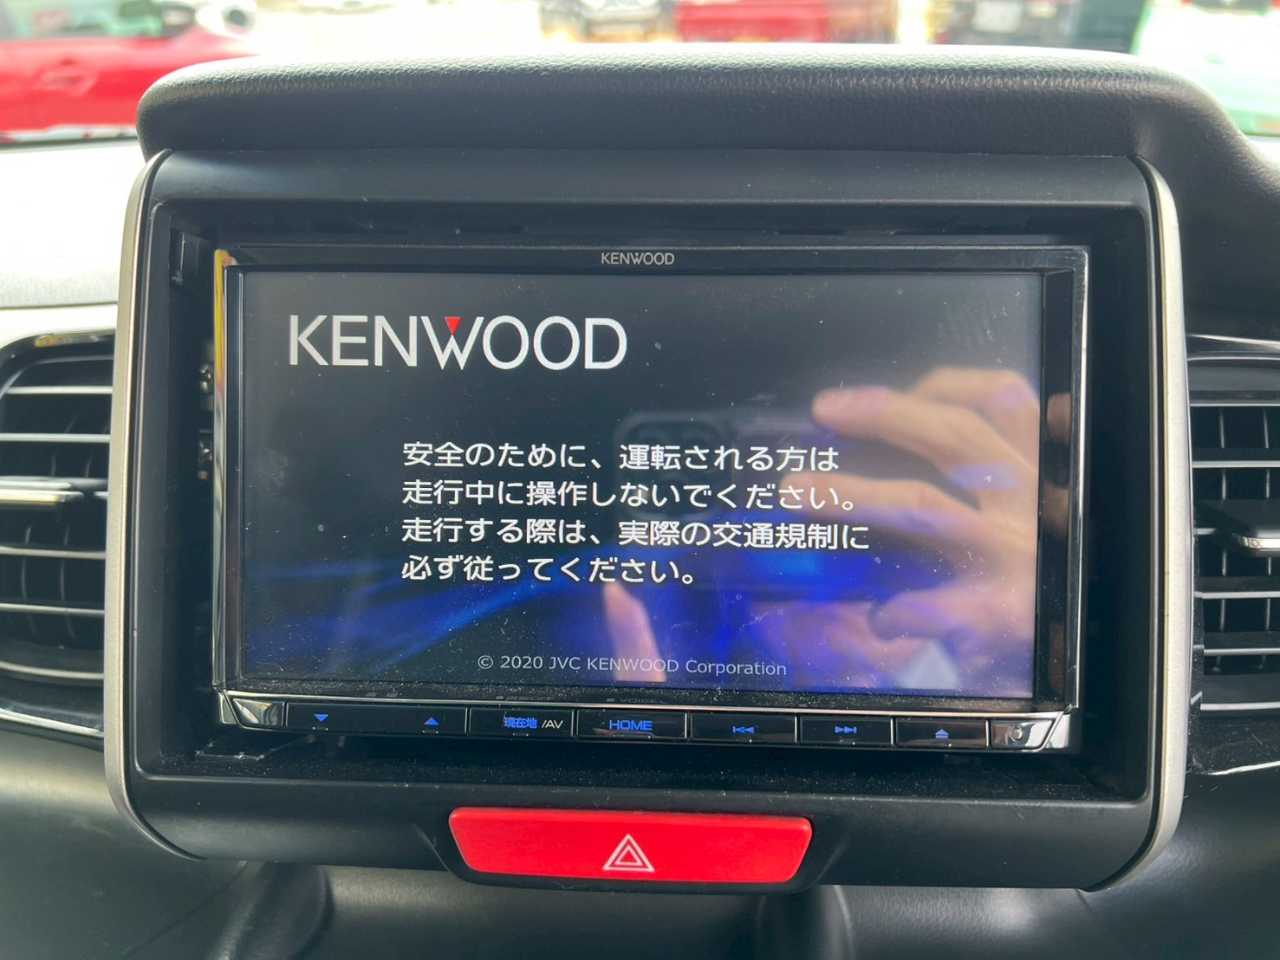 KENWOOD
KENWOOD
安全のために、運転される方は
走行中に操作しないでください。
走行する際は、実際の交通規制に
必ず従ってください。
© 2020 JVC KENWOOD Corporation
現在地 /AV HOME